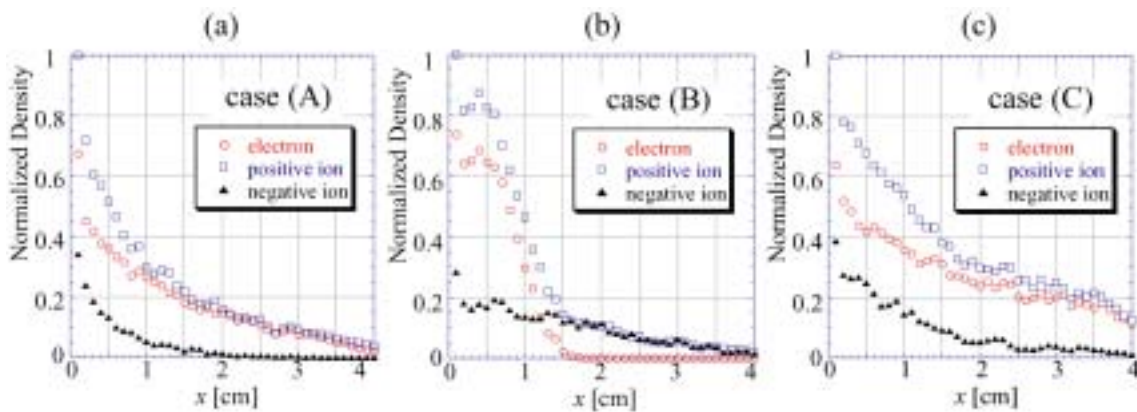 (a)
(b)
(c)
Normalized Density
1
0.8
0.6
0.4
0.2
0
case (A)
electron
positive ion
negative ion
0
1
2
3
4
x [cm]
Normalized Density
1
0.8
0.6
0.4
0.2
0
case (B)
electron
positive ion
negative ion
0
1
2
3
4
x [cm]
Normalized Density
1
0.8
0.6
0.4
0.2
0
case (C)
electron
positive ion
negative ion
0
1
2
3
4
x [cm]